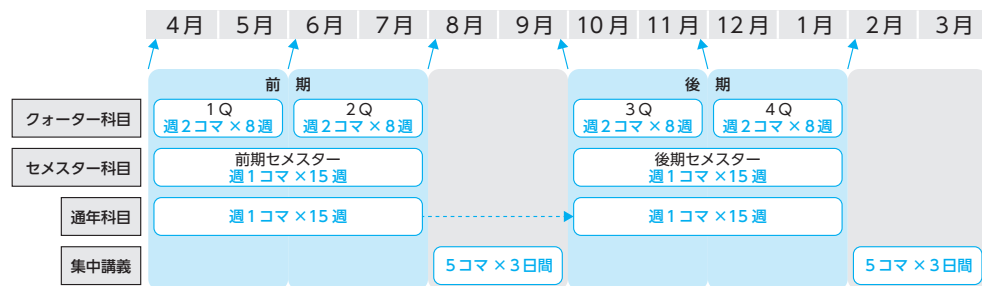 4月 5月 6月 7月 8月 9月 10月 11月 12月 1月 2月 3月
前期 後期
クォーター科目
1Q
週2コマ×8週
2Q
週2コマ×8週
3Q
週2コマ×8週
4Q
週2コマ×8週
セメスター科目
前期セメスター
週1コマ×15週
後期セメスター
週1コマ×15週
通年科目
週1コマ×15週
週1コマ×15週
集中講義
5コマ×3日間
5コマ×3日間